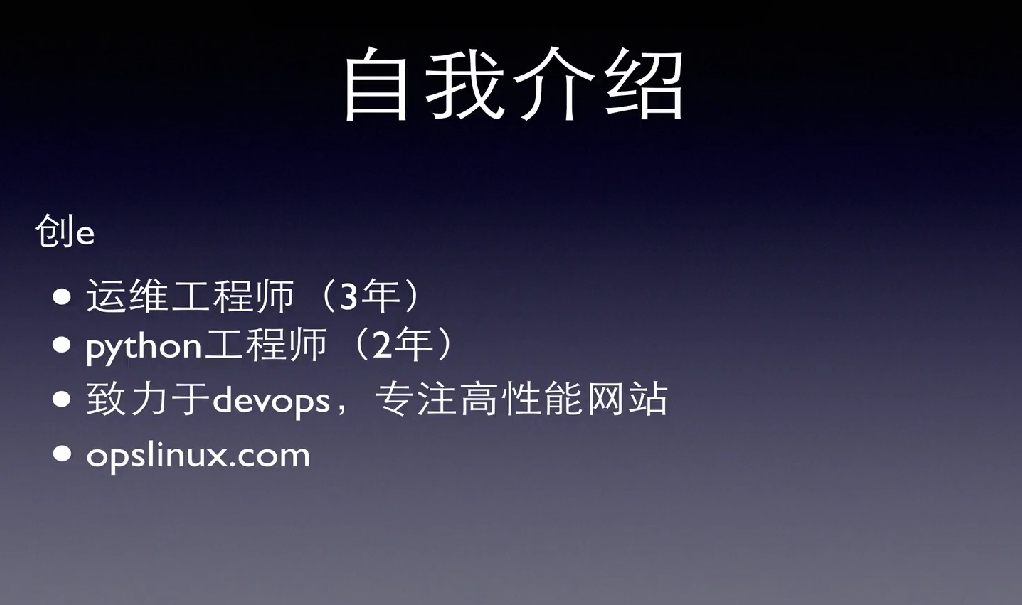 自我介绍
创e
• 运维工程师（3年）
• python工程师（2年）
• 致力于devops，专注高性能网站
• opslinux.com